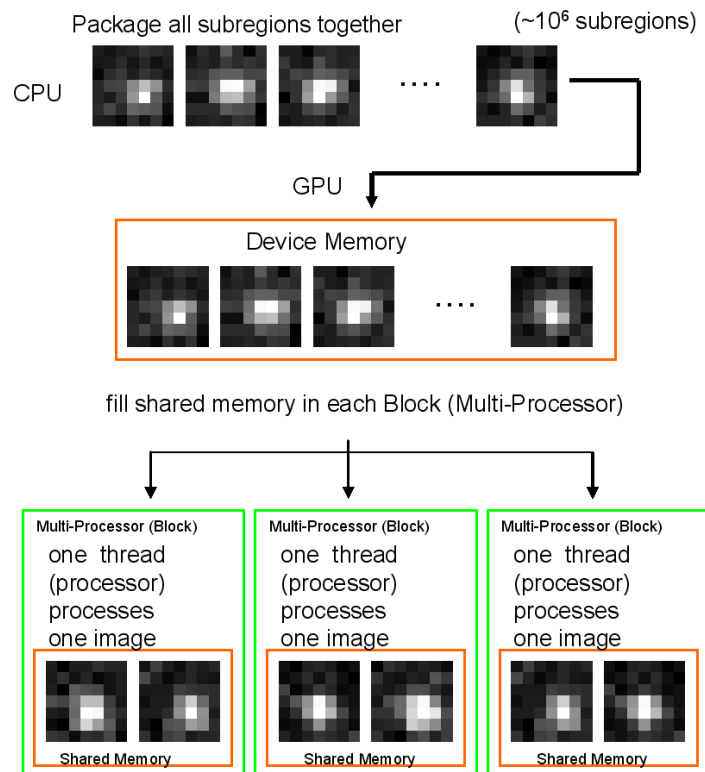 Package all subregions together
(~10⁶ subregions)
CPU
....
GPU
Device Memory
....
fill shared memory in each Block (Multi-Processor)
Multi-Processor (Block)
one thread
(processor)
processes
one image
Shared Memory
Multi-Processor (Block)
one thread
(processor)
processes
one image
Shared Memory
Multi-Processor (Block)
one thread
(processor)
processes
one image
Shared Memory